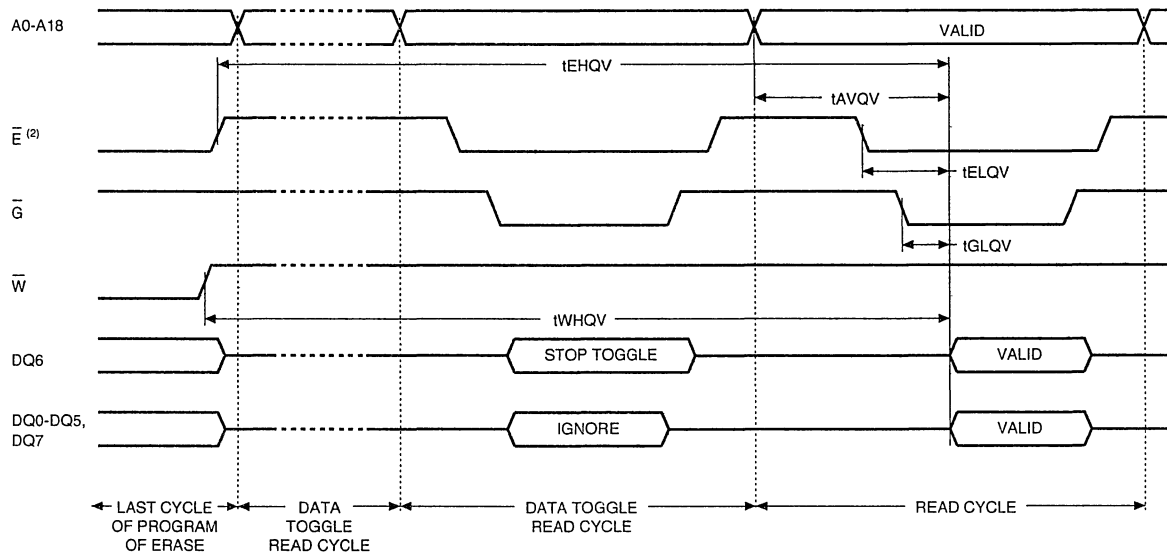 A0-A18
VALID
tEHQV
tAVQV
E (2)
tELQV
G
tGLQV
W
tWHQV
DQ6
STOP TOGGLE
VALID
DQ0-DQ5,
DQ7
IGNORE
VALID
LAST CYCLE
OF PROGRAM
OF ERASE
DATA
TOGGLE
READ CYCLE
DATA TOGGLE
READ CYCLE
READ CYCLE